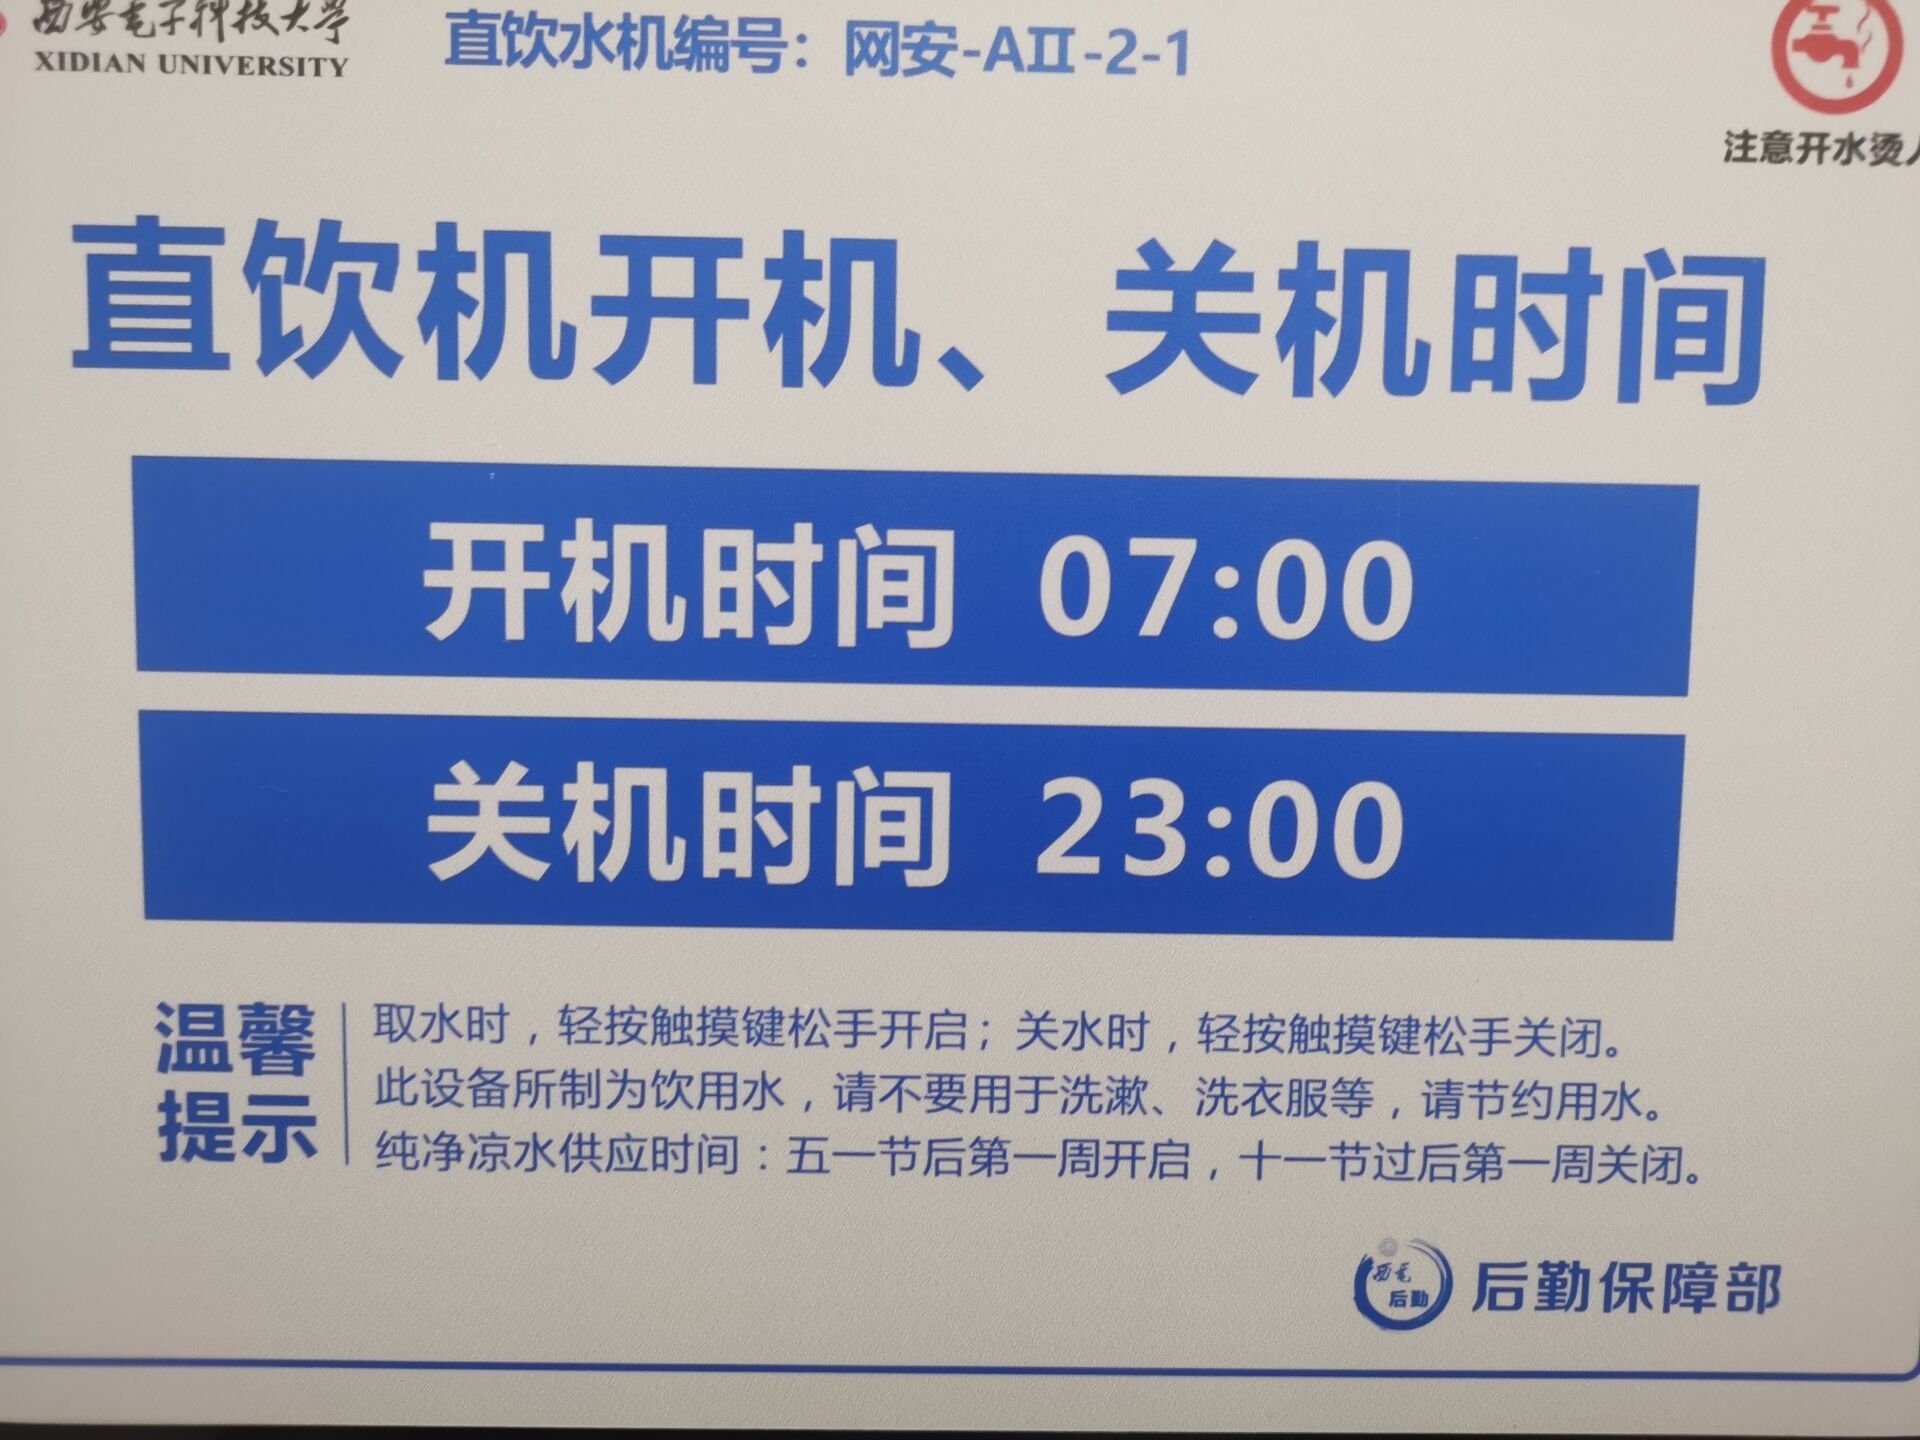 西安电子科技大学
XIDIAN UNIVERSITY
直饮水机编号：网安-AII-2-1
注意开水烫人
直饮机开机、关机时间
开机时间 07:00
关机时间 23:00
温馨
提示
取水时，轻按触摸键松手开启；关水时，轻按触摸键松手关闭。
此设备所制为饮用水，请不要用于洗漱、洗衣服等，请节约用水。
纯净凉水供应时间：五一节后第一周开启，十一节过后第一周关闭。
西电
后勤
后勤保障部